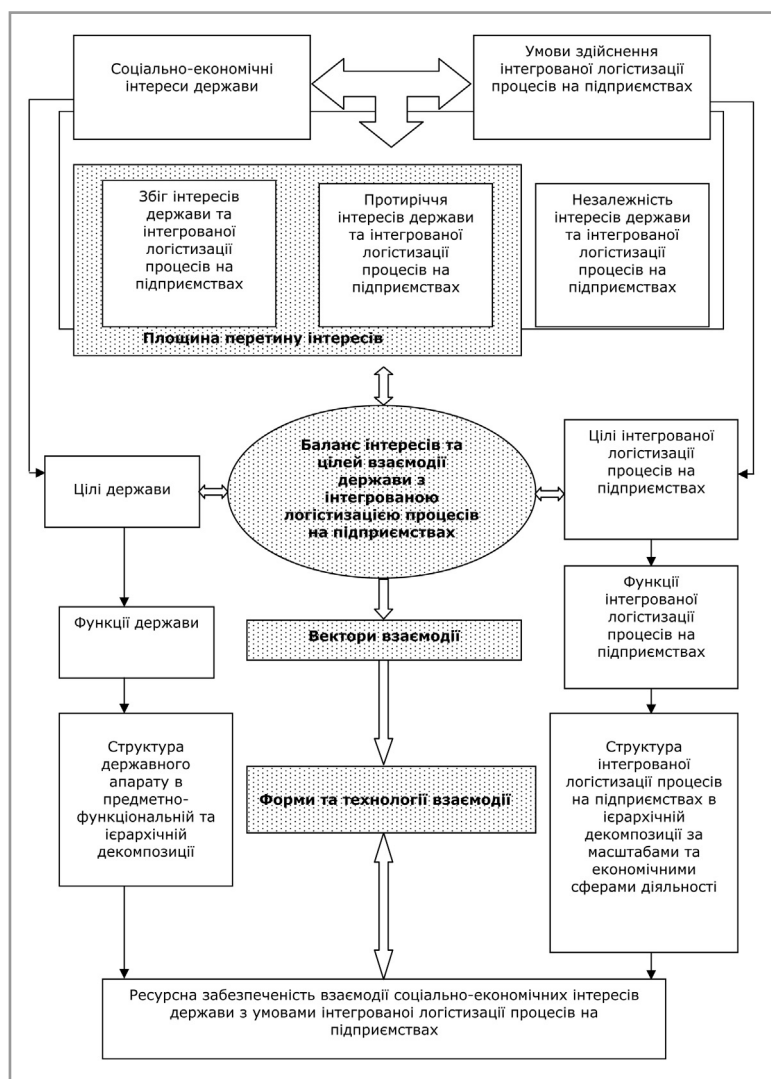 Соціально-економічні
інтереси держави
Умови здійснення
інтегрованої логістизації
процесів на підприємствах
Збіг інтересів
держави та
інтегрованої
логістизації
процесів на
підприємствах
Протиріччя
інтересів держави
та інтегрованої
логістизації
процесів на
підприємствах
Незалежність
інтересів держави
та інтегрованої
логістизації
процесів на
підприємствах
Площина перетину інтересів
Баланс інтересів та
цілей взаємодії
держави з
інтегрованою
логістизацією процесів
на підприємствах
Цілі держави
Цілі інтегрованої
логістизації
процесів на
підприємствах
Функції держави
Вектори взаємодії
Функції
інтегрованої
логістизації
процесів на
підприємствах
Структура
державного
апарату в
предметно-
функціональній та
ієрархічній
декомпозиції
Форми та технології взаємодії
Структура
інтегрованої
логістизації процесів
на підприємствах в
ієрархічній
декомпозиції за
масштабами та
економічними
сферами діяльності
Ресурсна забезпеченість взаємодії соціально-економічних інтересів
держави з умовами інтегрованої логістизації процесів на
підприємствах